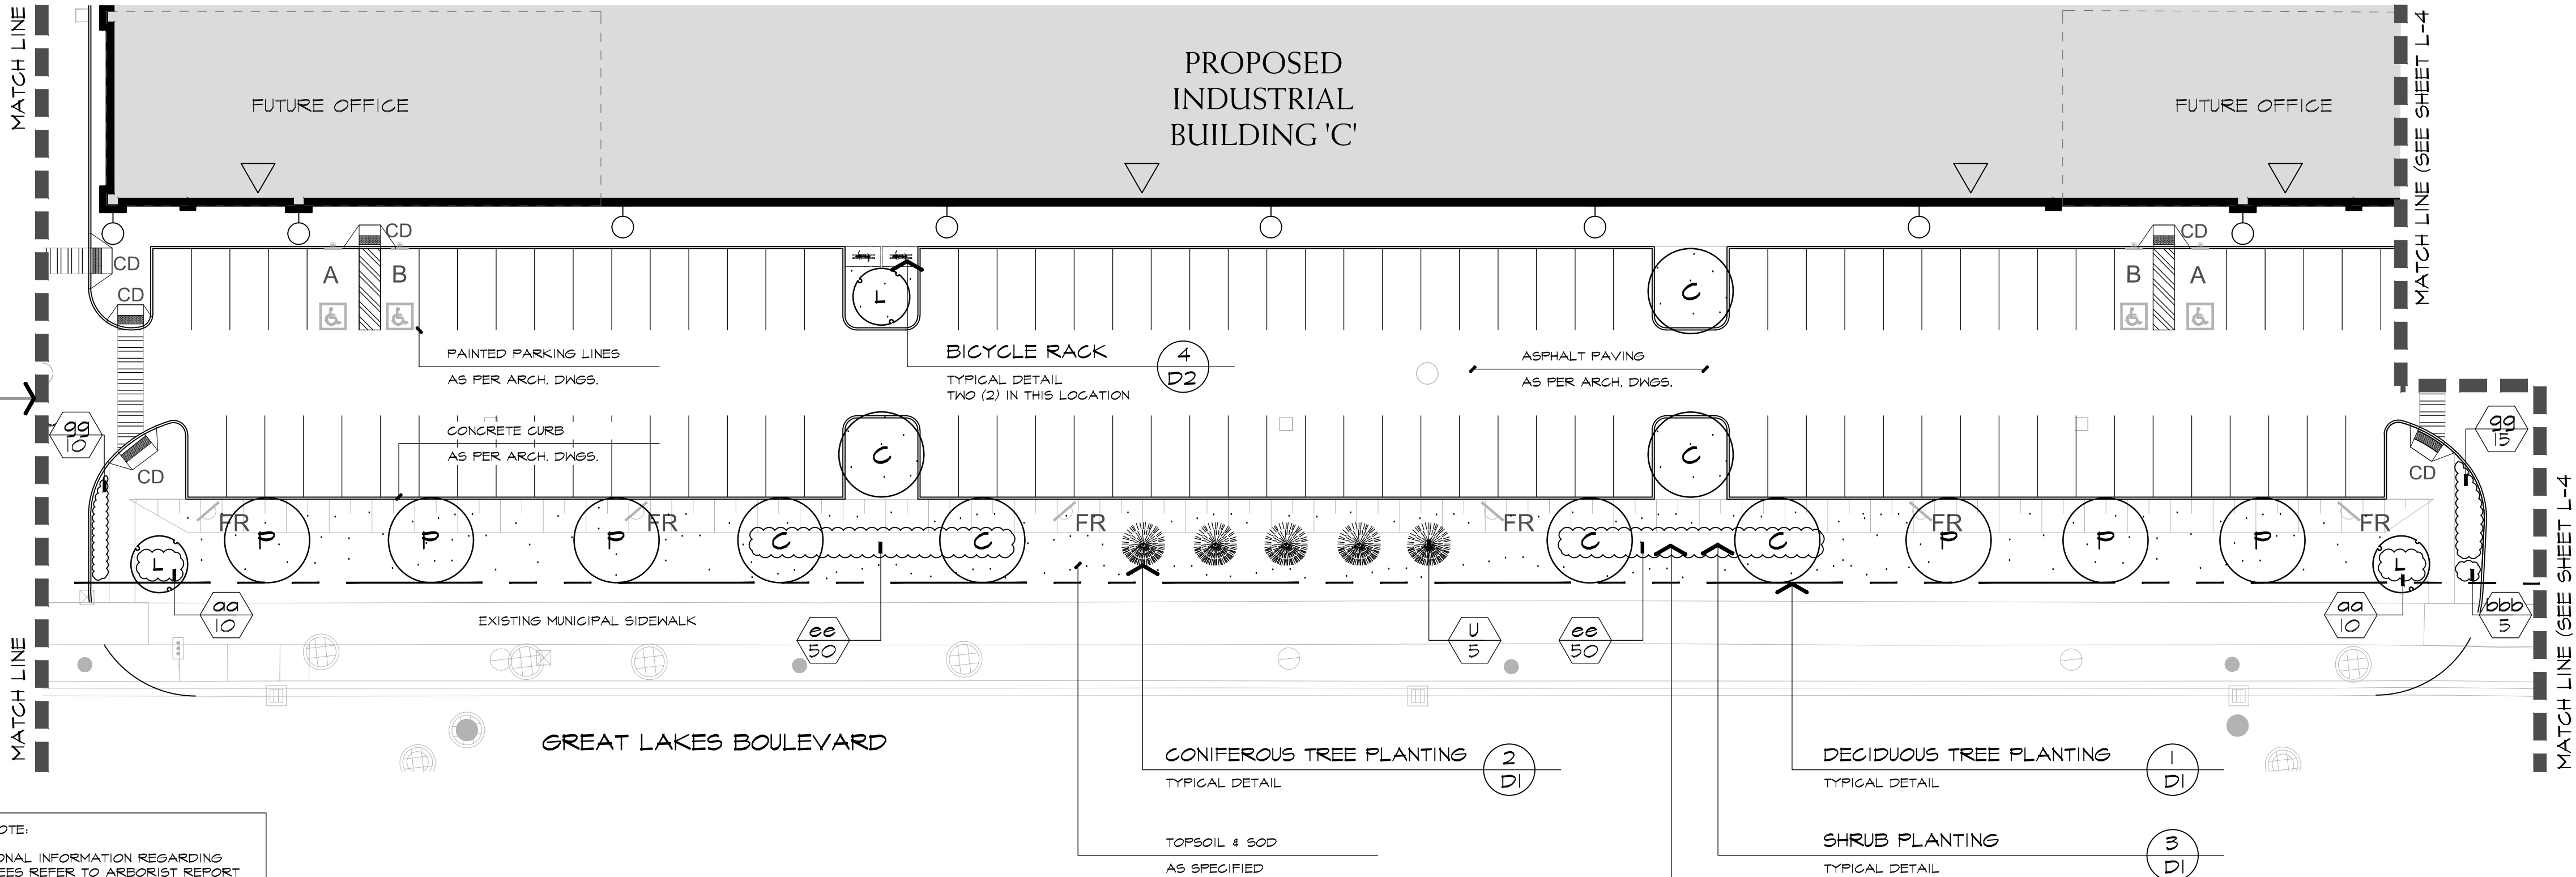 MATCH LINE
PROPOSED
INDUSTRIAL
BUILDING 'C'
FUTURE OFFICE
FUTURE OFFICE
MATCH LINE (SEE SHEET L-4
CD
CD
CD
CD
A
B
B
A
L
C
PAINTED PARKING LINES
AS PER ARCH. DWGS.
BICYCLE RACK
TYPICAL DETAIL
TWO (2) IN THIS LOCATION
4
D2
ASPHALT PAVING
AS PER ARCH. DWGS.
CONCRETE CURB
AS PER ARCH. DWGS.
gg
10
gg
15
C
C
CD
CD
FR
FR
FR
FR
FR
FR
L
P
P
P
C
C
C
C
P
P
P
L
aa
10
EXISTING MUNICIPAL SIDEWALK
ee
50
U
5
ee
50
aa
10
bbb
5
MATCH LINE
MATCH LINE (SEE SHEET L-4
GREAT LAKES BOULEVARD
CONIFEROUS TREE PLANTING
TYPICAL DETAIL
2
D1
DECIDUOUS TREE PLANTING
TYPICAL DETAIL
1
D1
TOPSOIL & SOD
AS SPECIFIED
SHRUB PLANTING
TYPICAL DETAIL
3
D1
OTE:
ONAL INFORMATION REGARDING
EES REFER TO ARBORIST REPORT